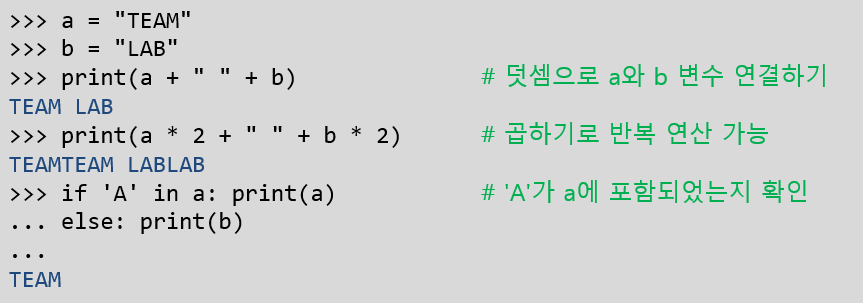 >>> a = "TEAM"
>>> b = "LAB"
>>> print(a + " " + b) # 덧셈으로 a와 b 변수 연결하기
TEAM LAB
>>> print(a * 2 + " " + b * 2) # 곱하기로 반복 연산 가능
TEAMTEAM LABLAB
>>> if 'A' in a: print(a) # 'A'가 a에 포함되었는지 확인
... else: print(b)
...
TEAM